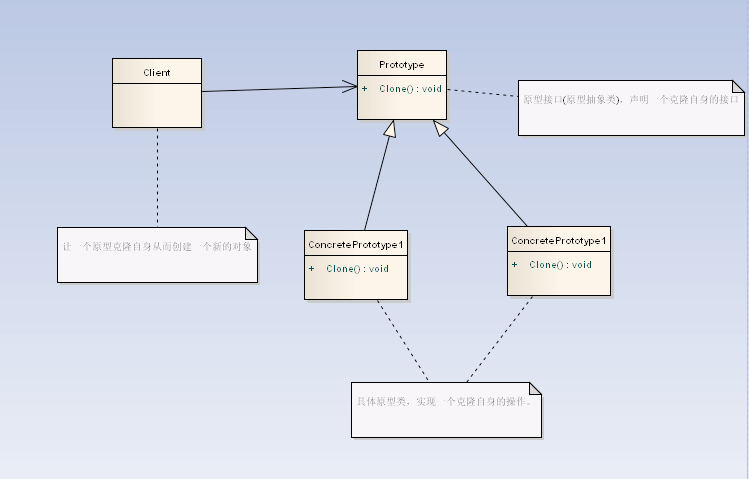 Client
Prototype
+ Clone() : void
原型接口(原型抽象类)，声明一个克隆自身的接口
让一个原型克隆自身从而创建一个新的对象
ConcretePrototype1
+ Clone() : void
ConcretePrototype1
+ Clone() : void
具体原型类，实现一个克隆自身的操作。